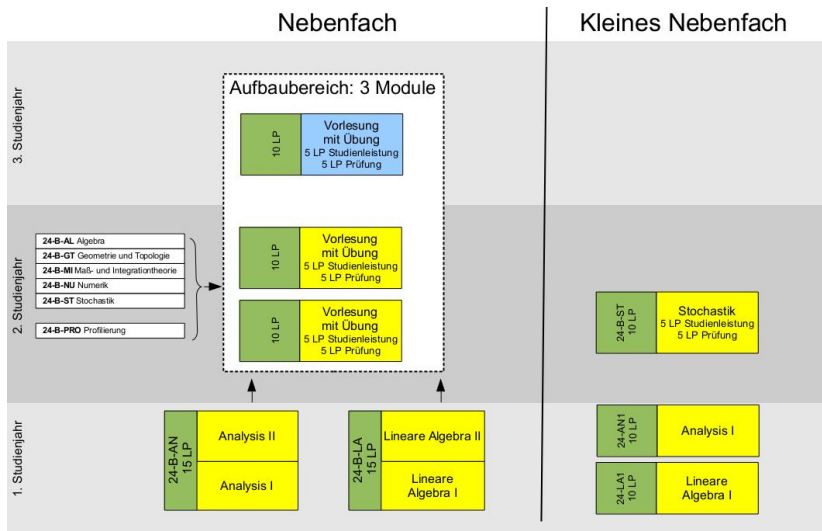 Nebenfach
Kleines Nebenfach
3. Studienjahr
Aufbaubereich: 3 Module
10 LP
Vorlesung
mit Übung
5 LP Studienleistung
5 LP Prüfung
2. Studienjahr
24-B-AL Algebra
24-B-GT Geometrie und Topologie
24-B-MI Maß- und Integrationtheorie
24-B-NU Numerik
24-B-ST Stochastik
24-B-PRO Profilierung
10 LP
Vorlesung
mit Übung
5 LP Studienleistung
5 LP Prüfung
10 LP
Vorlesung
mit Übung
5 LP Studienleistung
5 LP Prüfung
24-B-ST
10 LP
Stochastik
5 LP Studienleistung
5 LP Prüfung
1. Studienjahr
24-B-AN
15 LP
Analysis II
Analysis I
24-B-LA
15 LP
Lineare Algebra II
Lineare
Algebra I
24-AN1
10 LP
Analysis I
24-LA1
10 LP
Lineare
Algebra I